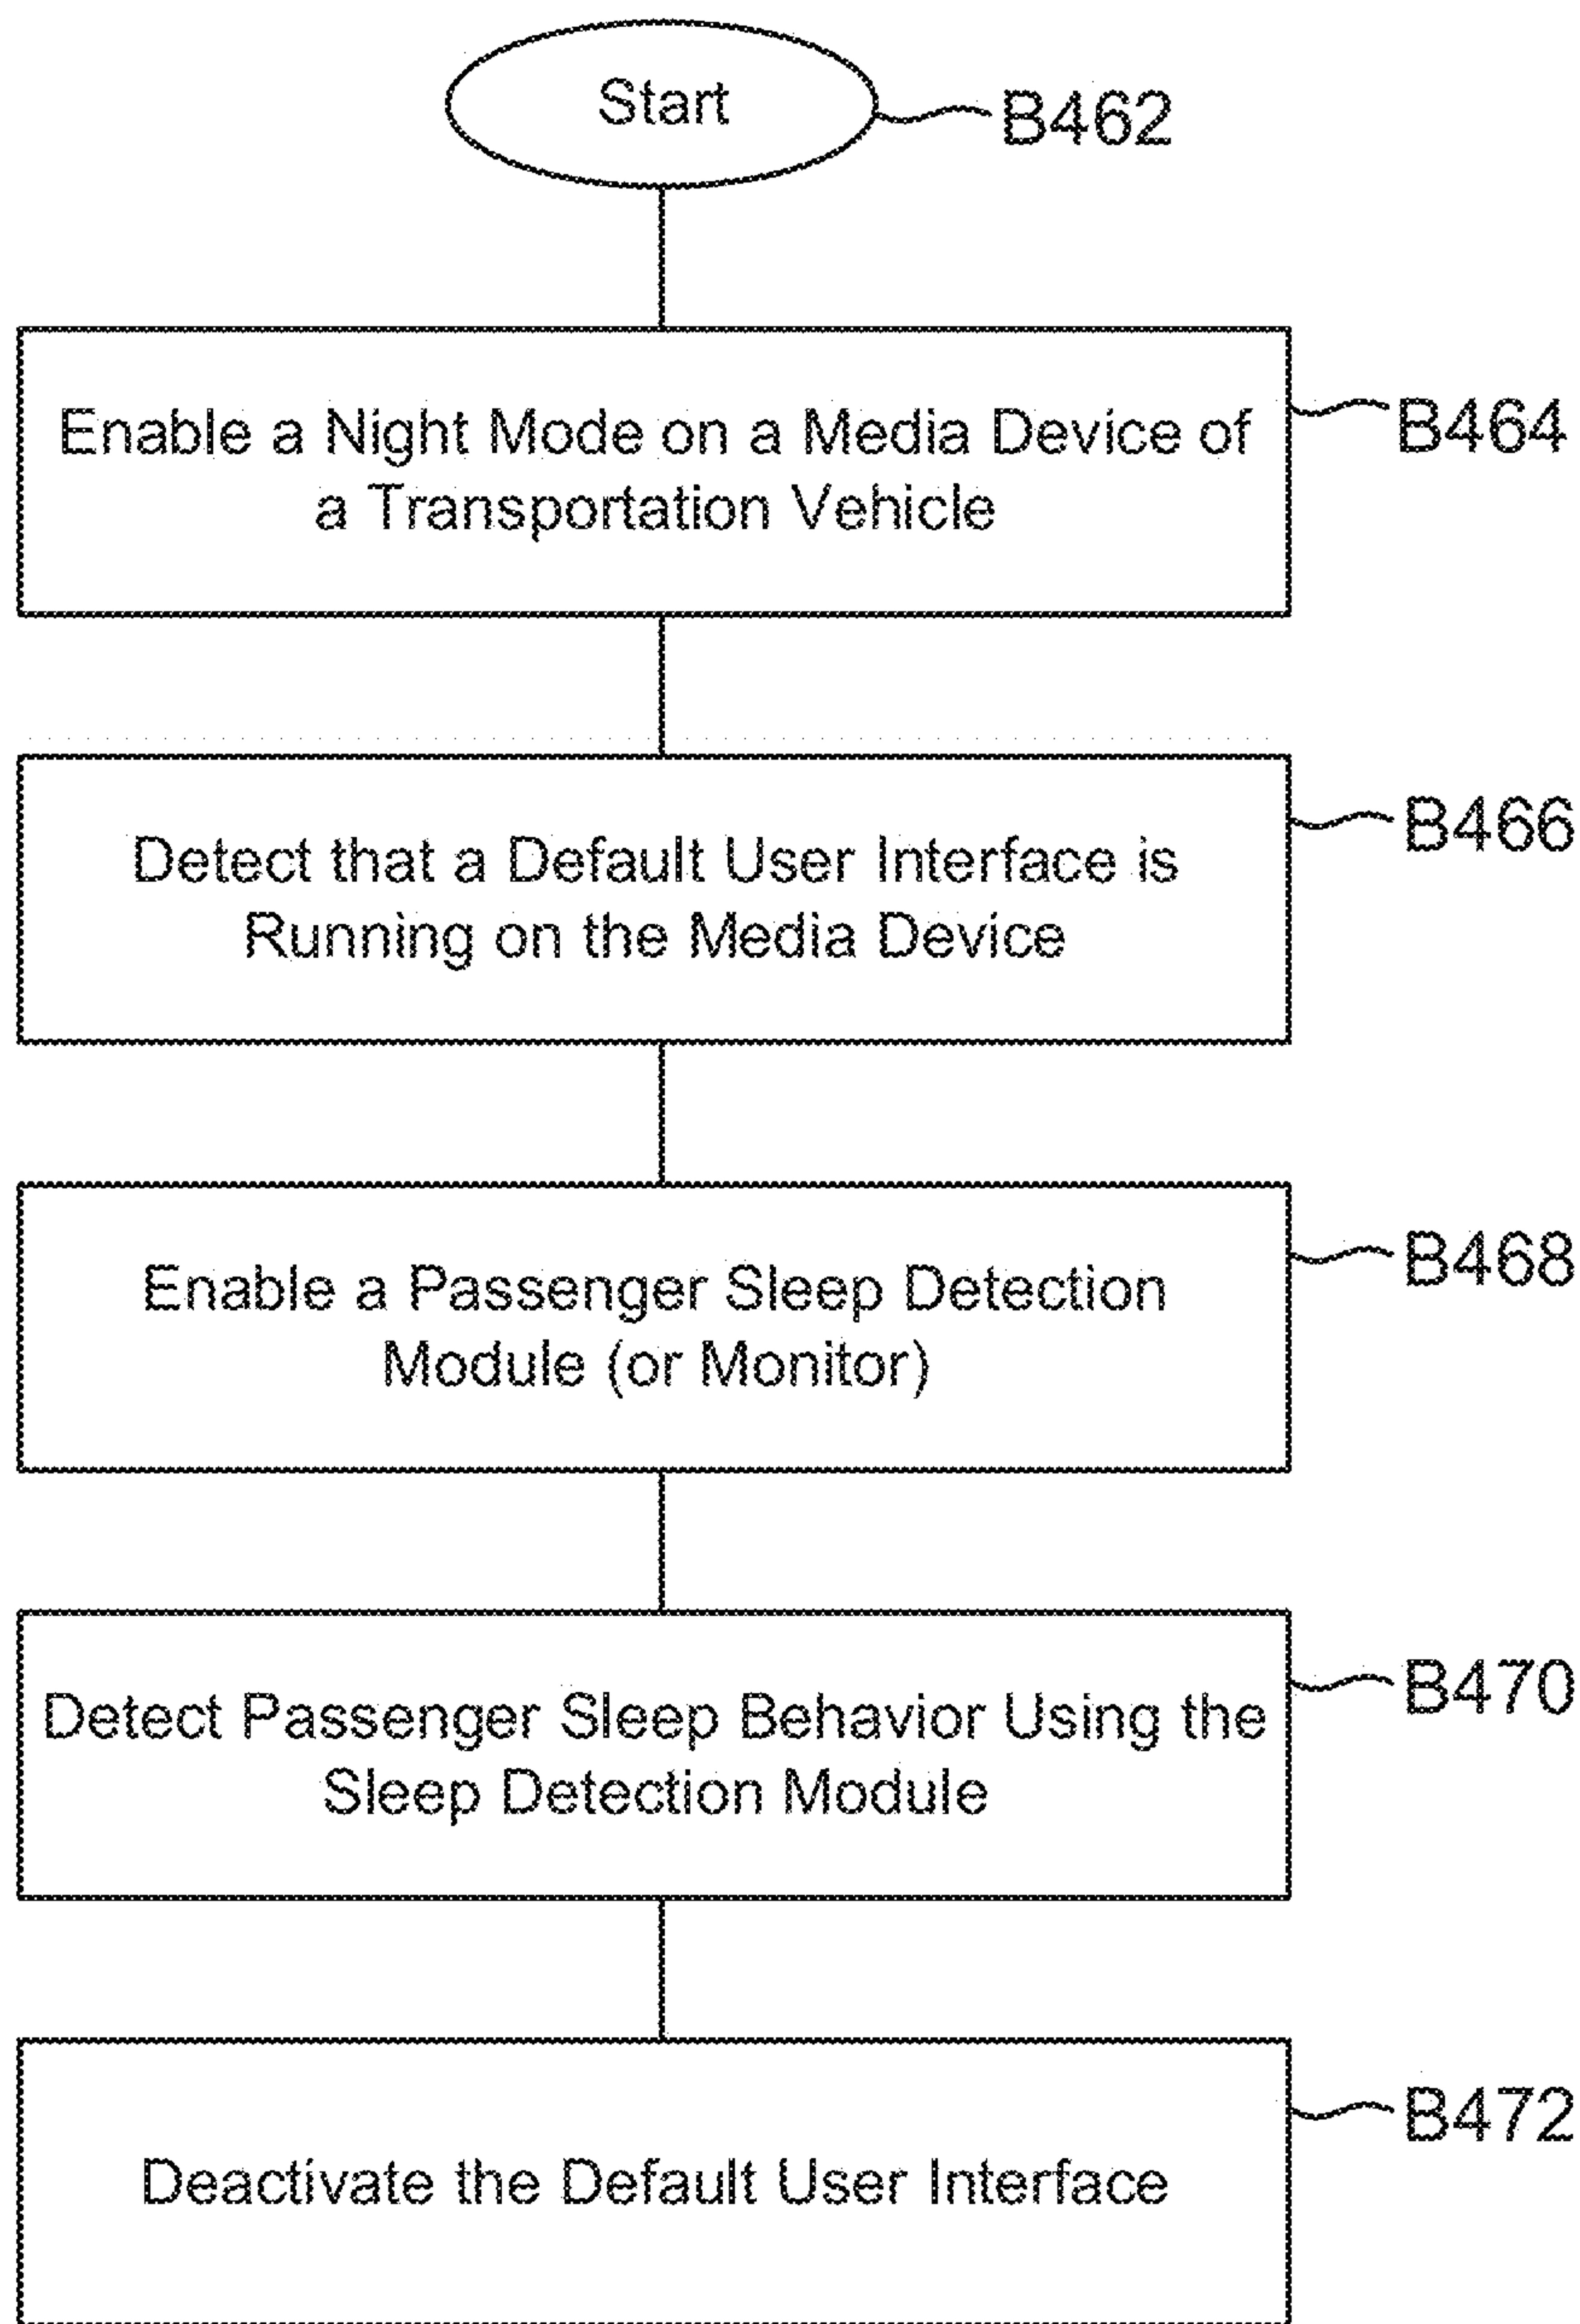 Start
B462
Enable a Night Mode on a Media Device of
a Transportation Vehicle
B464
Detect that a Default User Interface is
Running on the Media Device
B466
Enable a Passenger Sleep Detection
Module (or Monitor)
B468
Detect Passenger Sleep Behavior Using the
Sleep Detection Module
B470
Deactivate the Default User Interface
B472